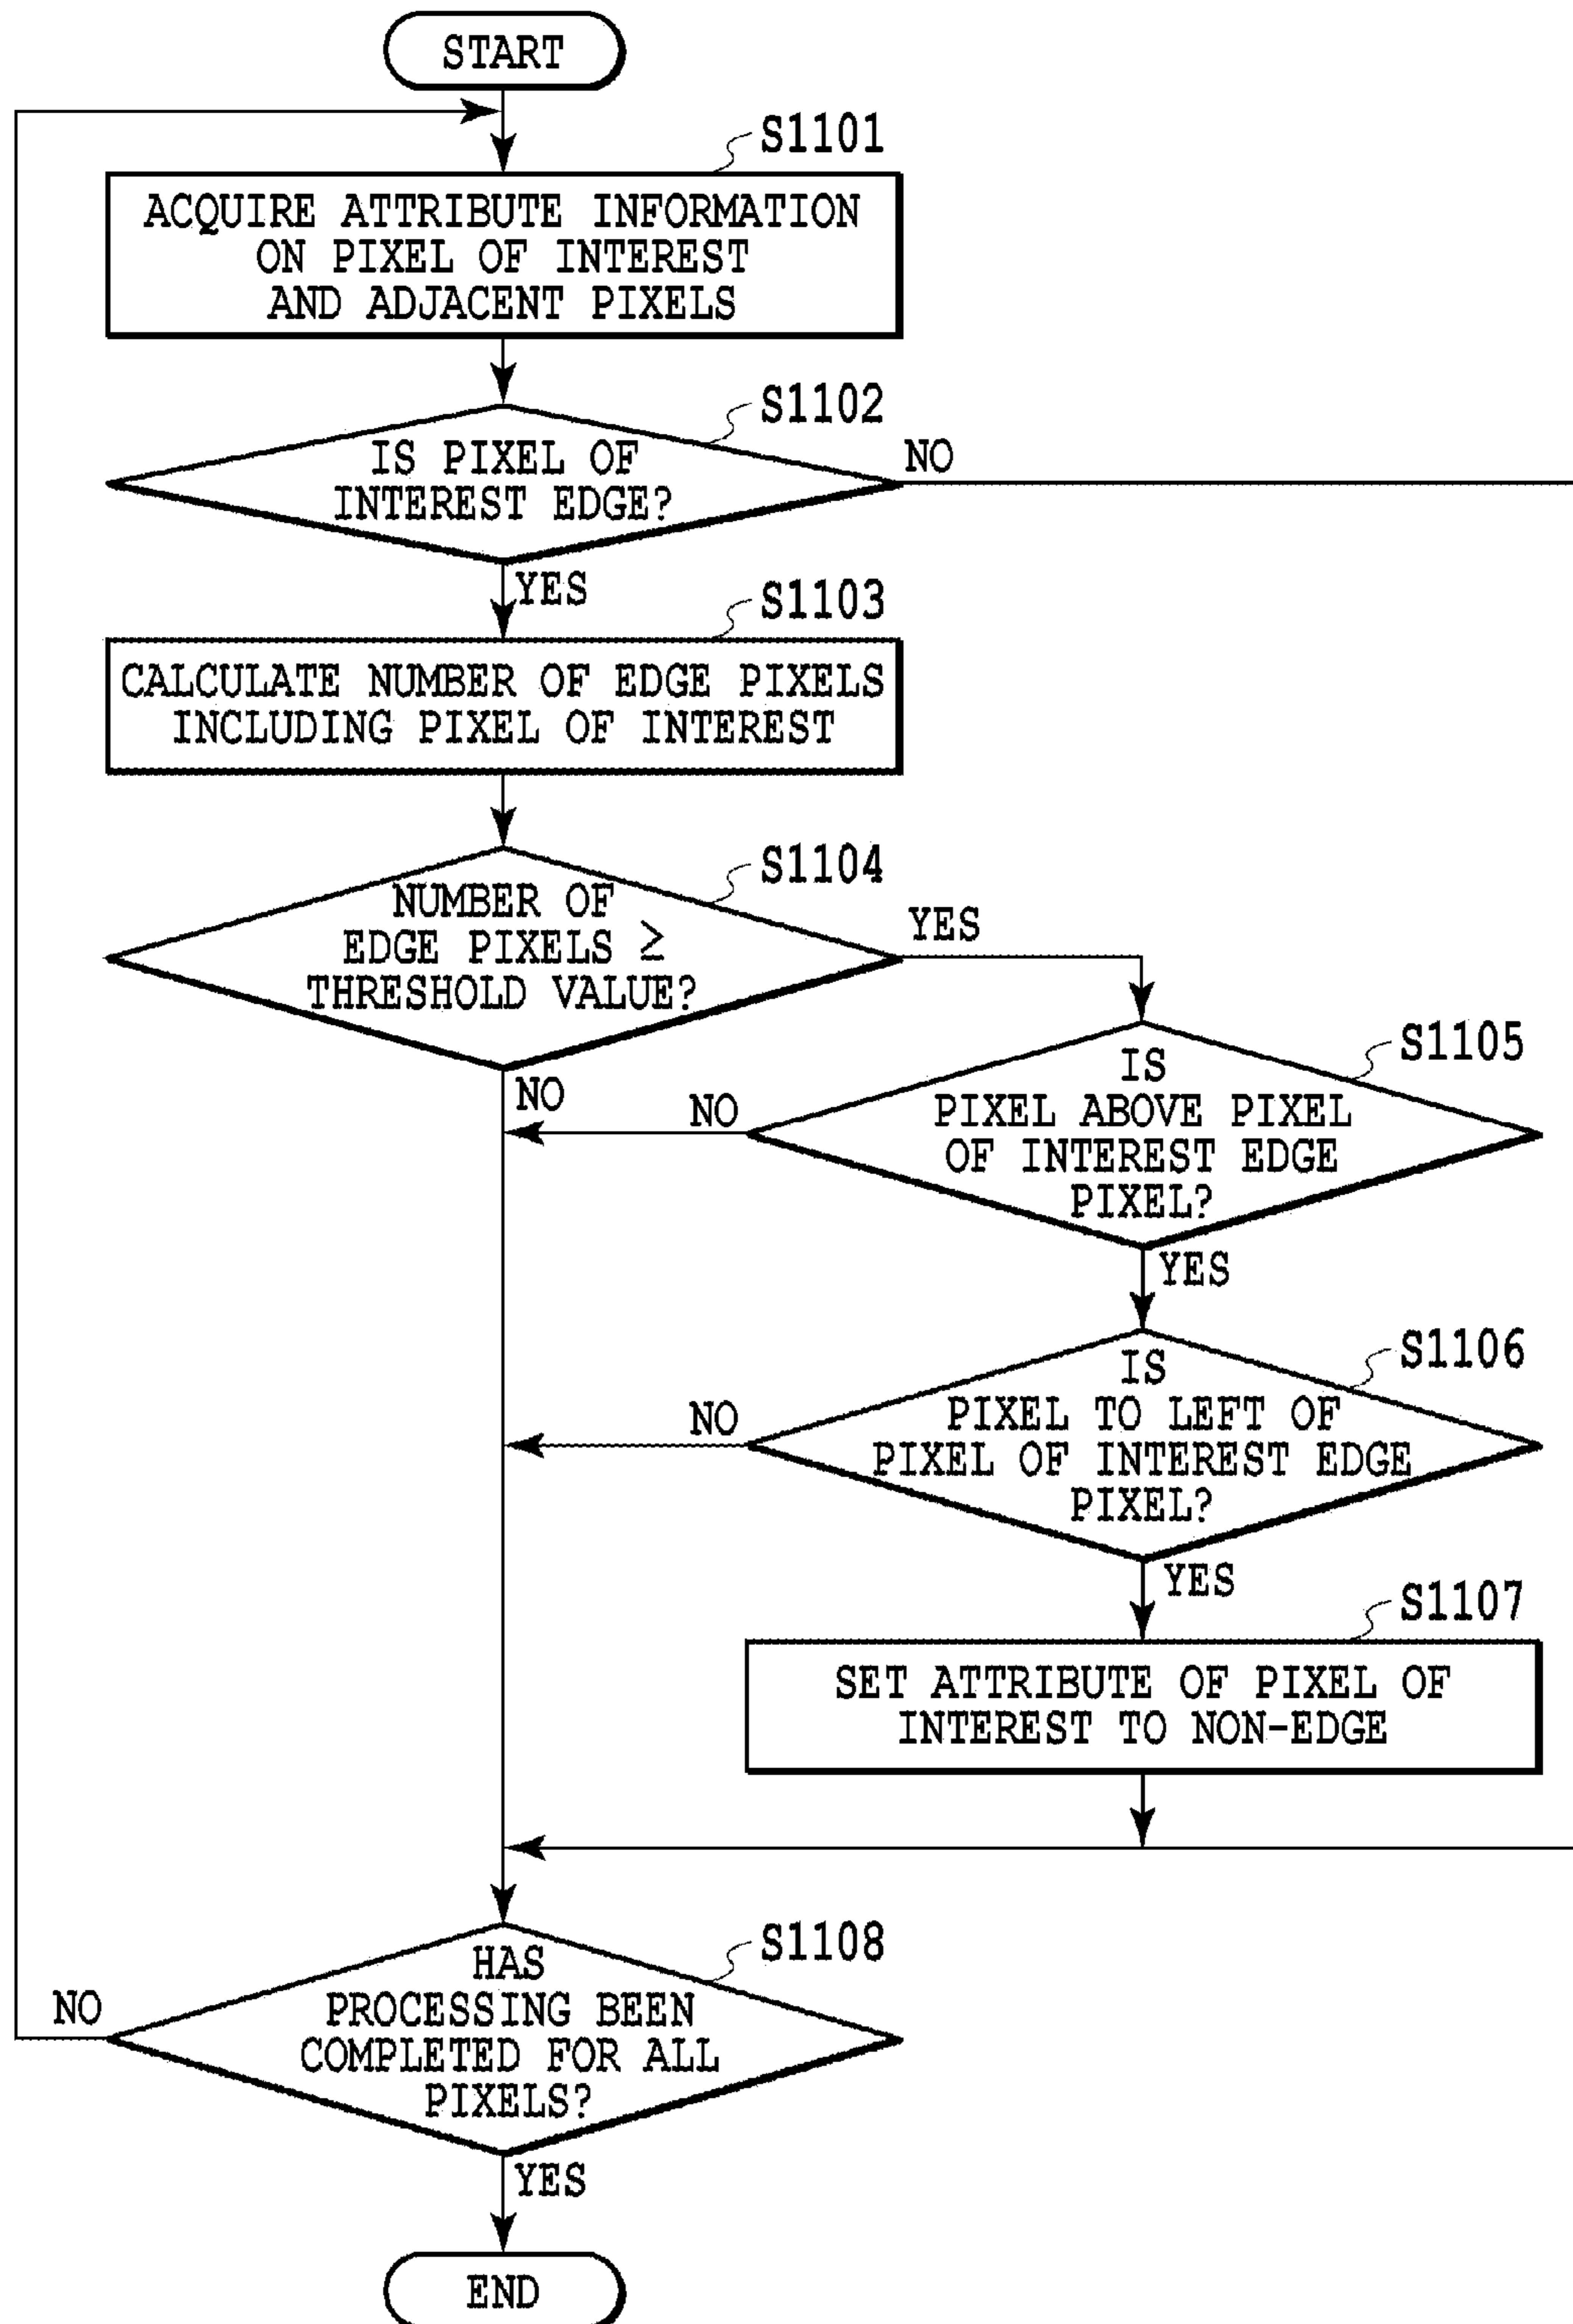 START
S1101
ACQUIRE ATTRIBUTE INFORMATION
ON PIXEL OF INTEREST
AND ADJACENT PIXELS
S1102
IS PIXEL OF
INTEREST EDGE?
NO
YES
S1103
CALCULATE NUMBER OF EDGE PIXELS
INCLUDING PIXEL OF INTEREST
S1104
NUMBER OF
EDGE PIXELS ≥
THRESHOLD VALUE?
YES
NO
S1105
IS
PIXEL ABOVE PIXEL
OF INTEREST EDGE
PIXEL?
NO
YES
S1106
IS
PIXEL TO LEFT OF
PIXEL OF INTEREST EDGE
PIXEL?
NO
YES
S1107
SET ATTRIBUTE OF PIXEL OF
INTEREST TO NON-EDGE
S1108
HAS
PROCESSING BEEN
COMPLETED FOR ALL
PIXELS?
NO
YES
END